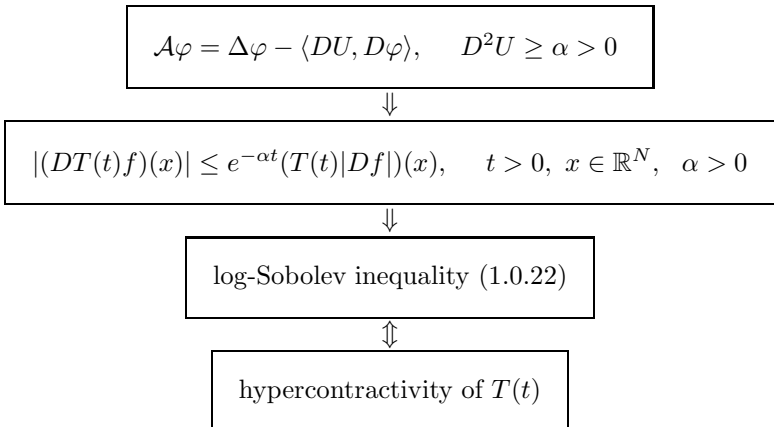 𝒜φ = Δφ − ⟨DU, Dφ⟩, D²U ≥ α > 0
⇓
|(DT(t)f)(x)| ≤ e^{−αt}(T(t)|Df|)(x), t > 0, x ∈ ℝ^N, α > 0
⇓
log-Sobolev inequality (1.0.22)
⇕
hypercontractivity of T(t)